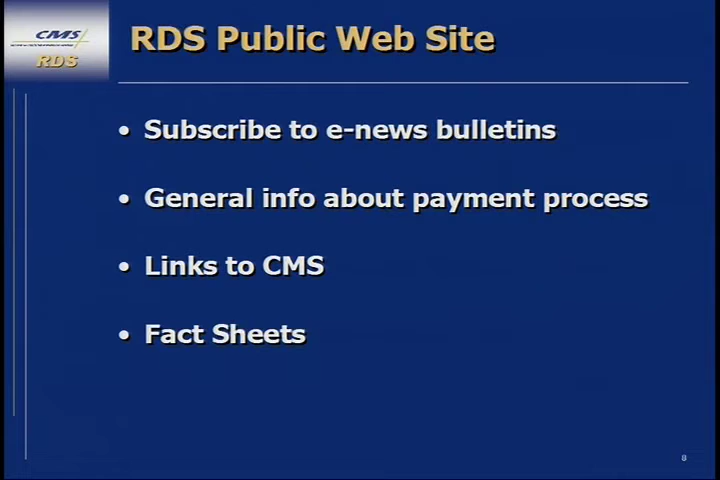 CMS
RDS
RDS Public Web Site
• Subscribe to e-news bulletins
• General info about payment process
• Links to CMS
• Fact Sheets
8